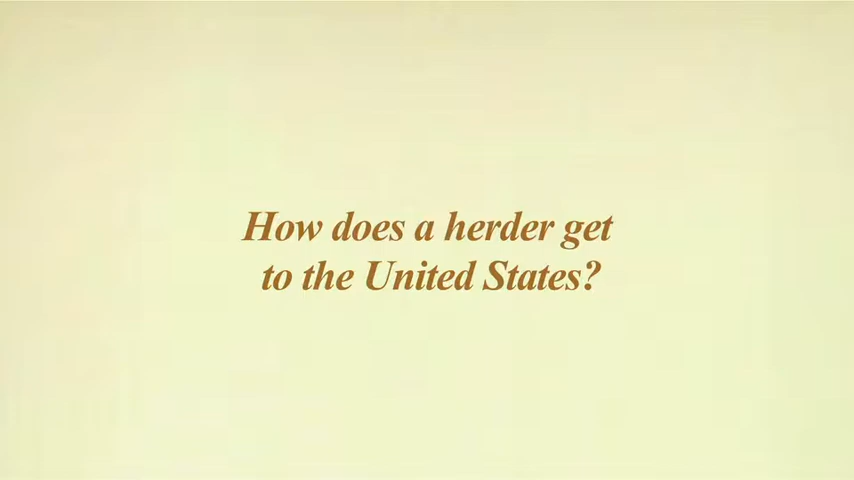 How does a herder get
to the United States?